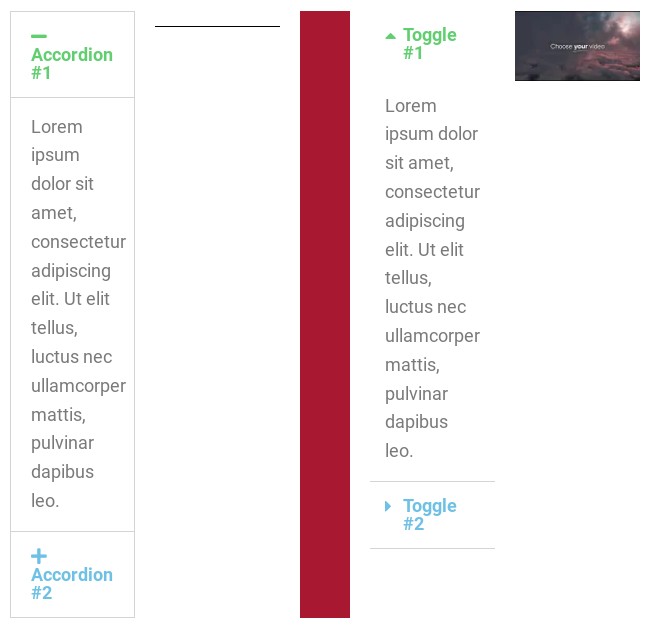 Accordion
#1
Lorem
ipsum
dolor sit
amet,
consectetur
adipiscing
elit. Ut elit
tellus,
luctus nec
ullamcorper
mattis,
pulvinar
dapibus
leo.
Accordion
#2
Toggle
#1
Lorem
ipsum dolor
sit amet,
consectetur
adipiscing
elit. Ut elit
tellus,
luctus nec
ullamcorper
mattis,
pulvinar
dapibus
leo.
Toggle
#2
Choose your video